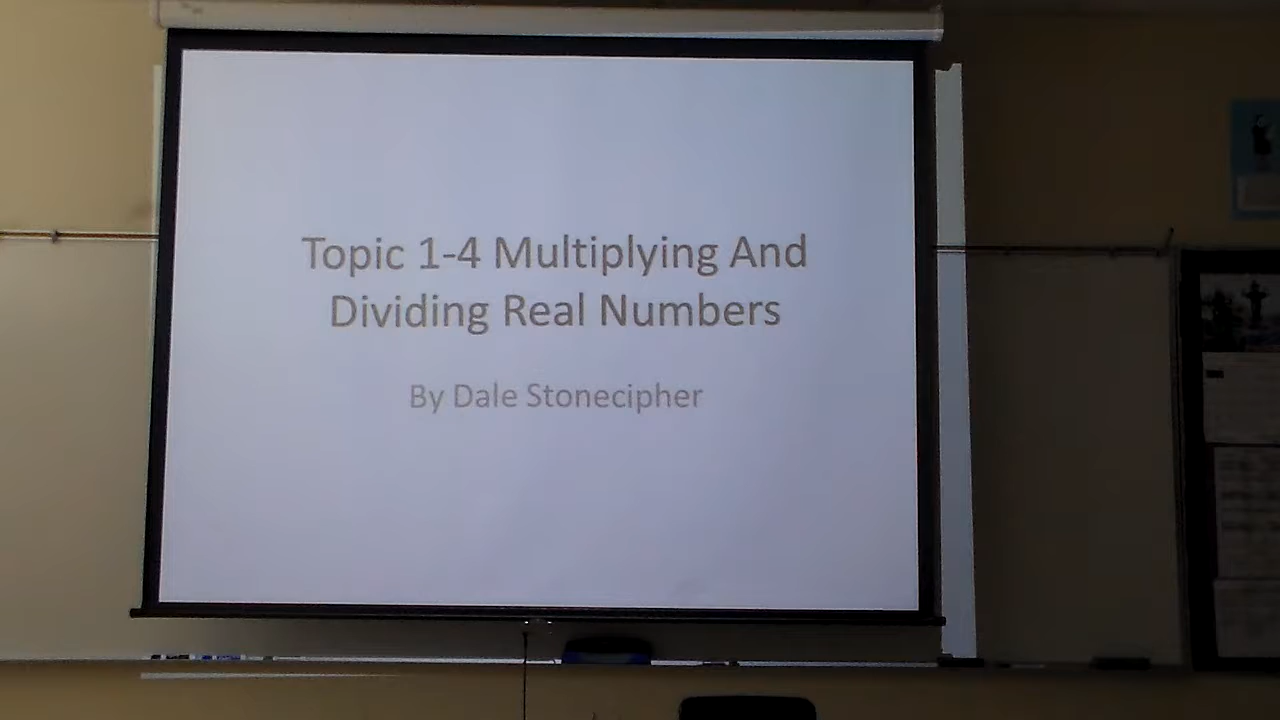 Topic 1-4 Multiplying And
Dividing Real Numbers
By Dale Stonecipher